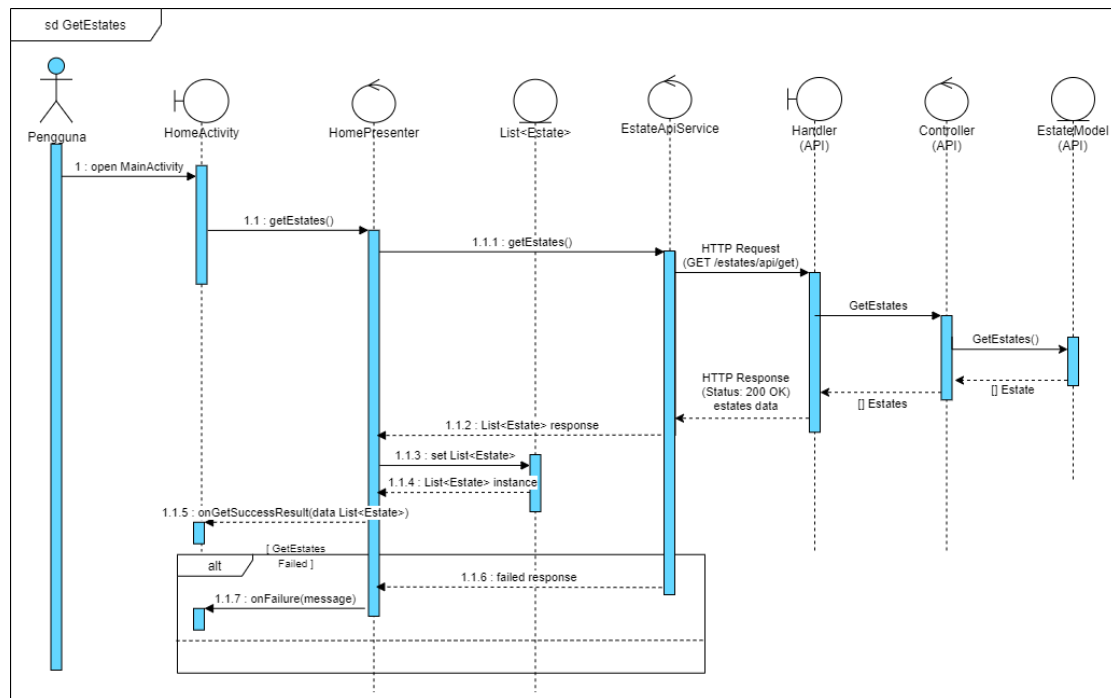 sd GetEstates
Pengguna
HomeActivity
HomePresenter
List<Estate>
EstateApiService
Handler
(API)
Controller
(API)
EstateModel
(API)
1 : open MainActivity
1.1 : getEstates()
1.1.1 : getEstates()
HTTP Request
(GET /estates/api/get)
GetEstates
GetEstates()
[] Estate
[] Estates
HTTP Response
(Status: 200 OK)
estates data
1.1.2 : List<Estate> response
1.1.3 : set List<Estate>
1.1.4 : List<Estate> instance
1.1.5 : onGetSuccessResult(data List<Estate>)
alt
[ GetEstates
Failed ]
1.1.6 : failed response
1.1.7 : onFailure(message)